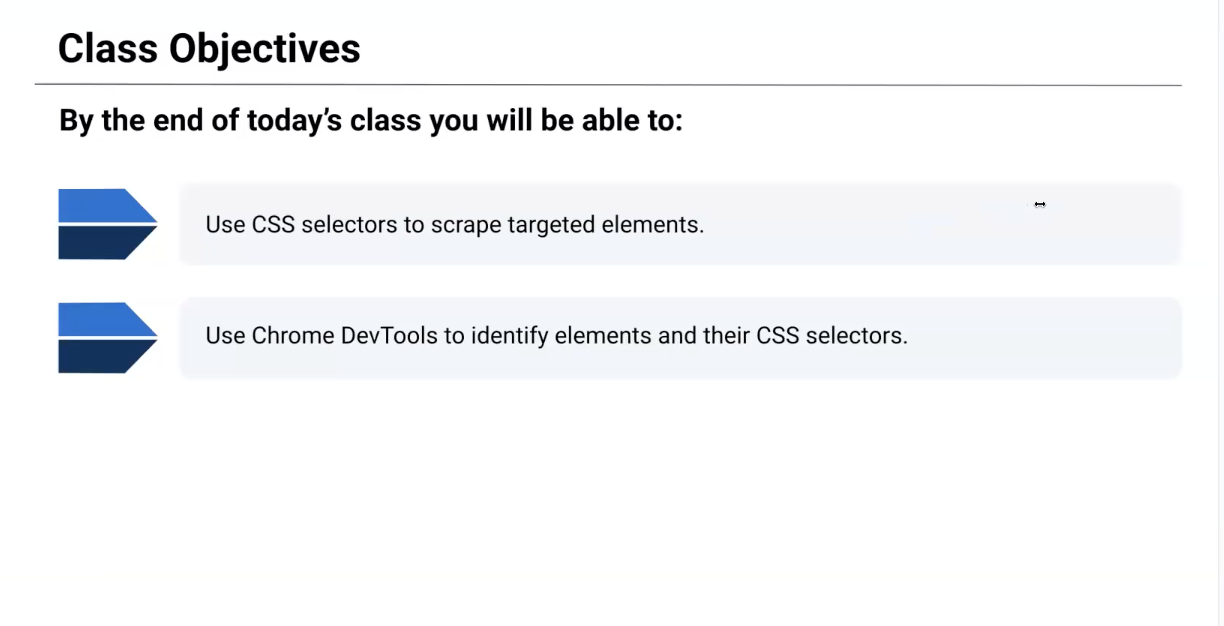 Class Objectives
By the end of today’s class you will be able to:
Use CSS selectors to scrape targeted elements.
Use Chrome DevTools to identify elements and their CSS selectors.